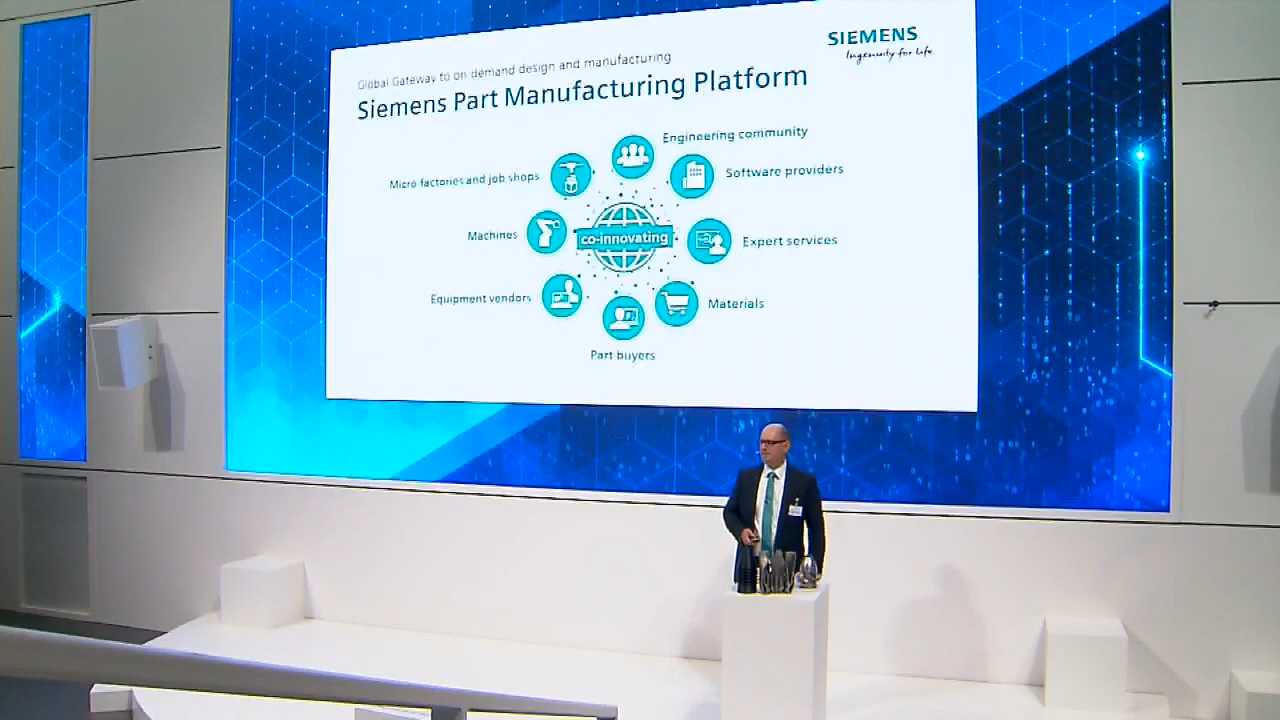 SIEMENS
Ingenuity for life
Global Gateway to on demand design and manufacturing
Siemens Part Manufacturing Platform
Engineering community
Micro factories and job shops
Software providers
Machines
co-innovating
Expert services
Equipment vendors
Materials
Part buyers